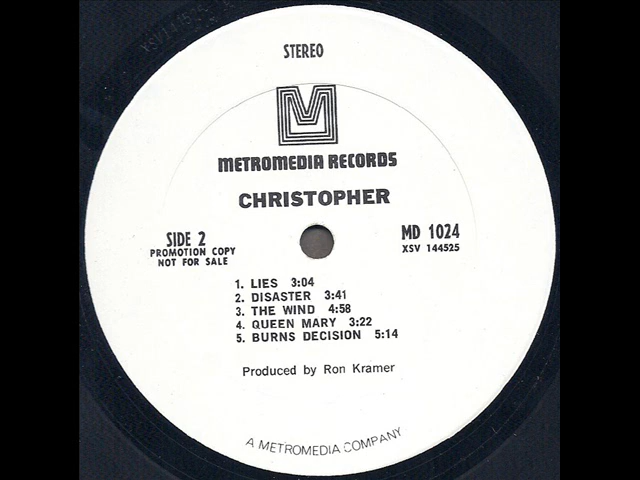 STEREO
M
METROMEDIA RECORDS
CHRISTOPHER
SIDE 2
PROMOTION COPY
NOT FOR SALE
MD 1024
XSV 144525
1. LIES 3:04
2. DISASTER 3:41
3. THE WIND 4:58
4. QUEEN MARY 3:22
5. BURNS DECISION 5:14
Produced by Ron Kramer
A METROMEDIA COMPANY